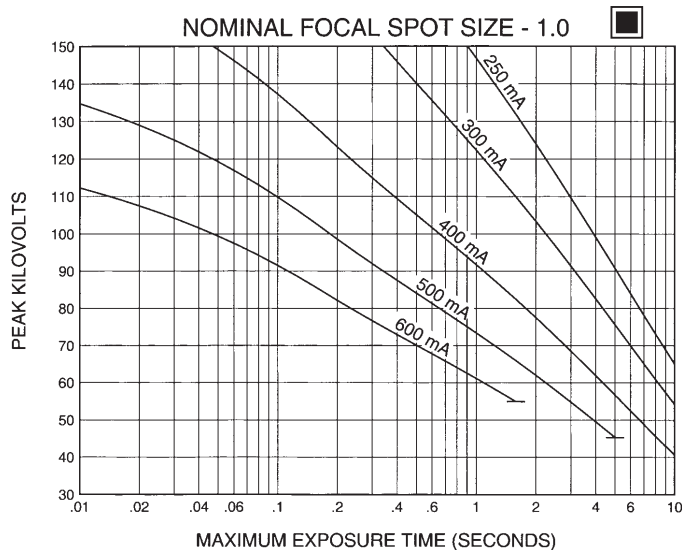 NOMINAL FOCAL SPOT SIZE - 1.0
150
140
130
120
110
100
90
80
70
60
50
40
30
PEAK KILOVOLTS
250 mA
300 mA
400 mA
500 mA
600 mA
.01 .02 .04 .06 .1 .2 .4 .6 1 2 4 6 10
MAXIMUM EXPOSURE TIME (SECONDS)